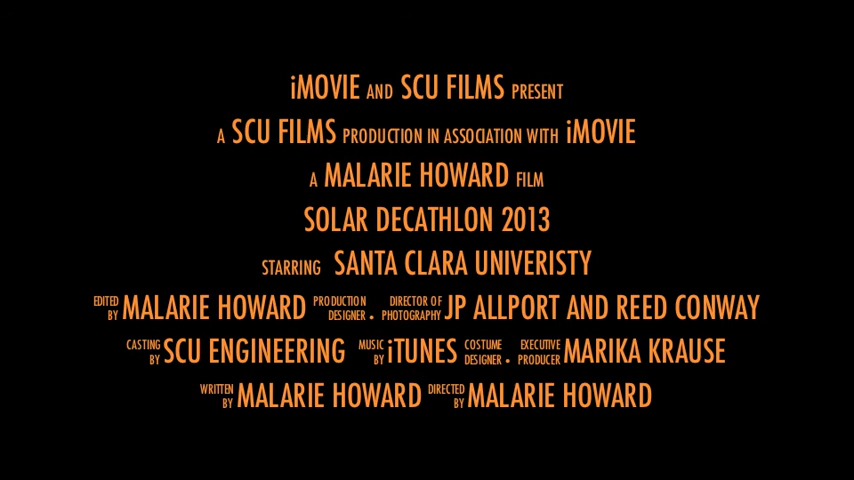 iMOVIE AND SCU FILMS PRESENT
A SCU FILMS PRODUCTION IN ASSOCIATION WITH iMOVIE
A MALARIE HOWARD FILM
SOLAR DECATHLON 2013
STARRING SANTA CLARA UNIVERISTY
EDITED BY MALARIE HOWARD PRODUCTION DESIGNER . DIRECTOR OF PHOTOGRAPHY JP ALLPORT AND REED CONWAY
CASTING BY SCU ENGINEERING MUSIC BY iTUNES COSTUME DESIGNER . EXECUTIVE PRODUCER MARIKA KRAUSE
WRITTEN BY MALARIE HOWARD DIRECTED BY MALARIE HOWARD